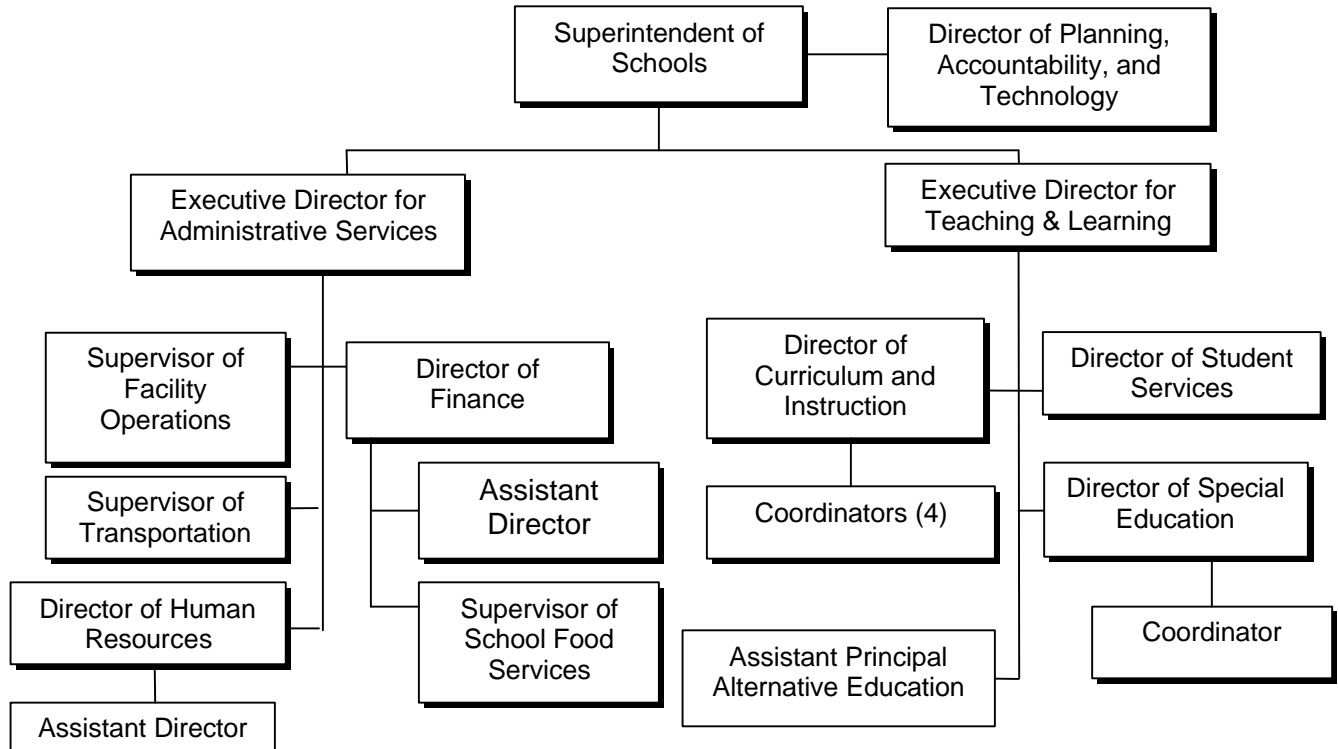 Superintendent of
Schools
Director of Planning,
Accountability, and
Technology
Executive Director for
Administrative Services
Executive Director for
Teaching & Learning
Supervisor of
Facility
Operations
Director of
Finance
Director of
Curriculum and
Instruction
Director of Student
Services
Supervisor of
Transportation
Assistant
Director
Coordinators (4)
Director of Special
Education
Director of Human
Resources
Supervisor of
School Food
Services
Assistant Principal
Alternative Education
Coordinator
Assistant Director